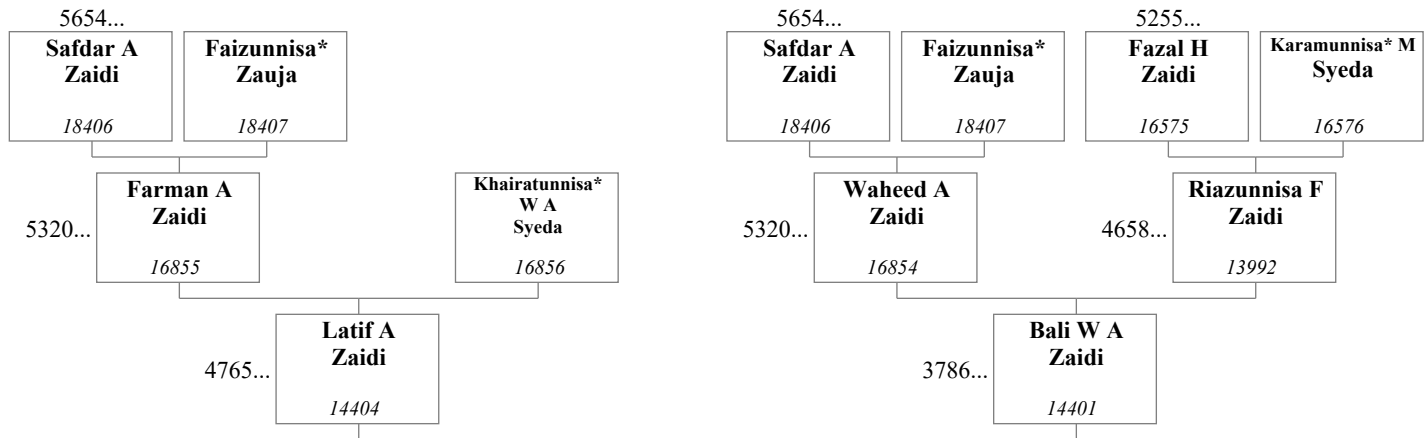 5654...
Safdar A
Zaidi
18406
Faizunnisa*
Zauja
18407
5654...
Safdar A
Zaidi
18406
Faizunnisa*
Zauja
18407
5255...
Fazal H
Zaidi
16575
Karamunnisa* M
Syeda
16576
5320...
Farman A
Zaidi
16855
Khairatunnisa*
W A
Syeda
16856
5320...
Waheed A
Zaidi
16854
4658...
Riazunnisa F
Zaidi
13992
4765...
Latif A
Zaidi
14404
3786...
Bali W A
Zaidi
14401